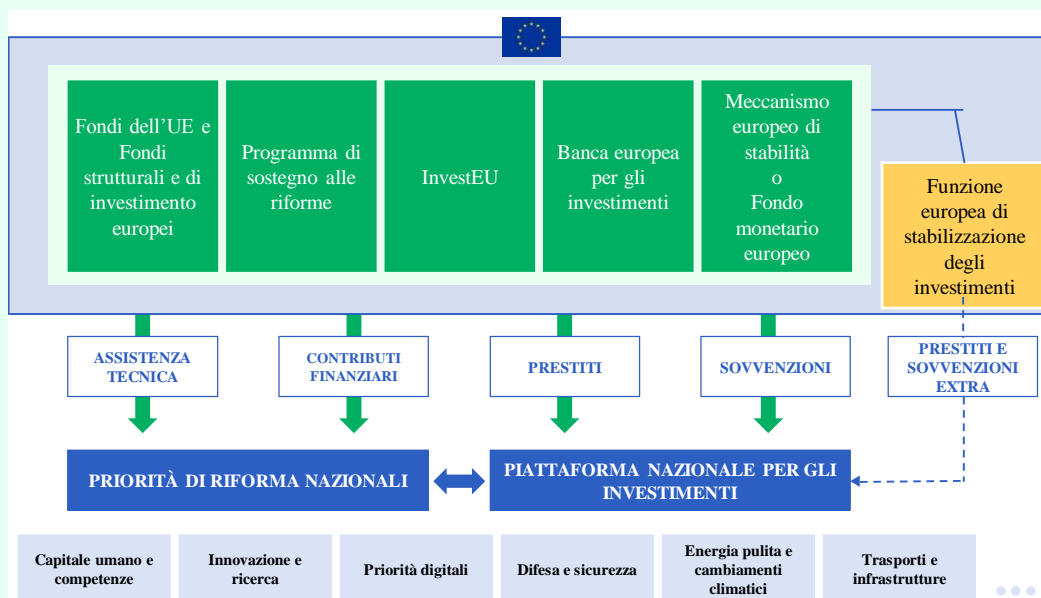 Fondi dell’UE e
Fondi
strutturali e di
investimento
europei
Programma di
sostegno alle
riforme
InvestEU
Banca europea
per gli
investimenti
Meccanismo
europeo di
stabilità
o
Fondo
monetario
europeo
Funzione
europea di
stabilizzazione
degli
investimenti
ASSISTENZA
TECNICA
CONTRIBUTI
FINANZIARI
PRESTITI
SOVVENZIONI
PRESTITI E
SOVVENZIONI
EXTRA
PRIORITÀ DI RIFORMA NAZIONALI
PIATTAFORMA NAZIONALE PER GLI
INVESTIMENTI
Capitale umano e
competenze
Innovazione e
ricerca
Priorità digitali
Difesa e sicurezza
Energia pulita e
cambiamenti
climatici
Trasporti e
infrastrutture